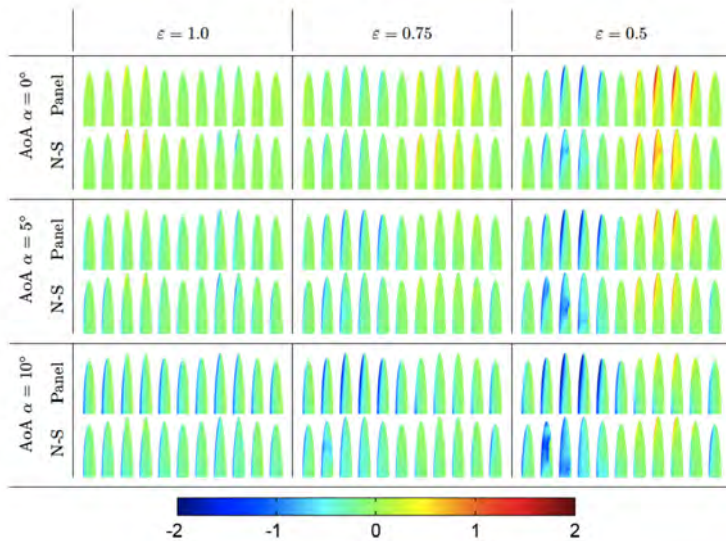 ε = 1.0 ε = 0.75 ε = 0.5
AoA α = 0°
Panel
N-S
AoA α = 5°
Panel
N-S
AoA α = 10°
Panel
N-S
-2 -1 0 1 2